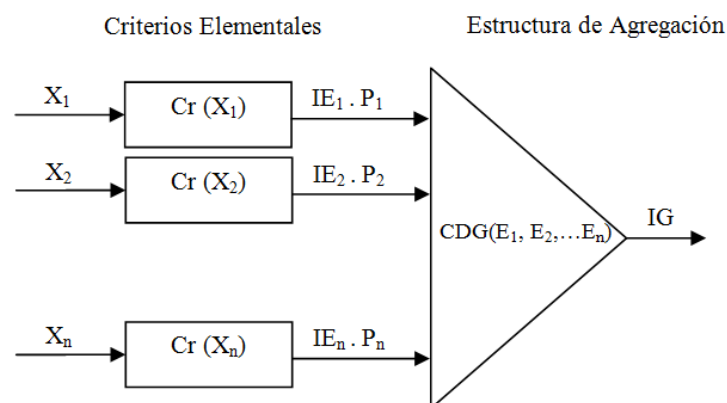 Criterios Elementales
Estructura de Agregación
X₁
Cr (X₁)
IE₁ . P₁
X₂
Cr (X₂)
IE₂ . P₂
CDG(E₁, E₂,...Eₙ)
IG
Xₙ
Cr (Xₙ)
IEₙ . Pₙ